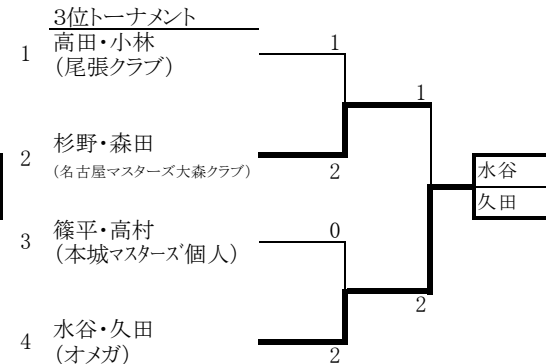 3位トーナメント
1 高田・小林 1
(尾張クラブ)
1
2 杉野・森田
(名古屋マスターズ大森クラブ) 2
水谷
久田
3 篠平・高村 0
(本城マスターズ個人)
2
4 水谷・久田
(オメガ) 2